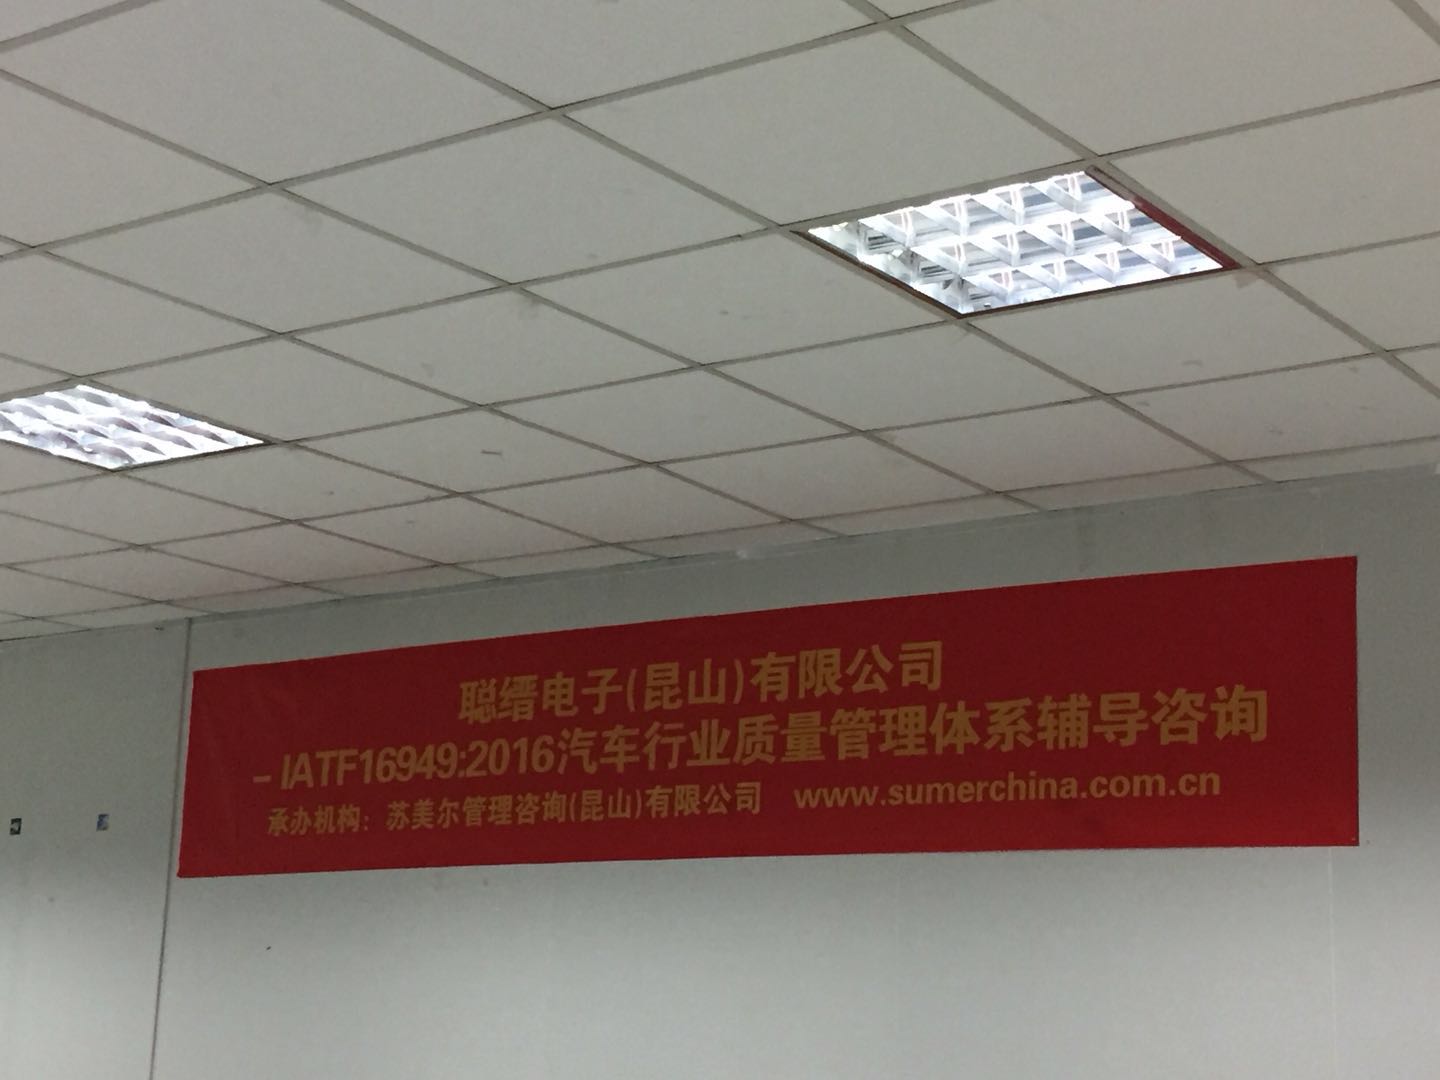 聪缙电子(昆山)有限公司
-IATF16949:2016汽车行业质量管理体系辅导咨询
承办机构：苏美尔管理咨询(昆山)有限公司 www.sumerchina.com.cn